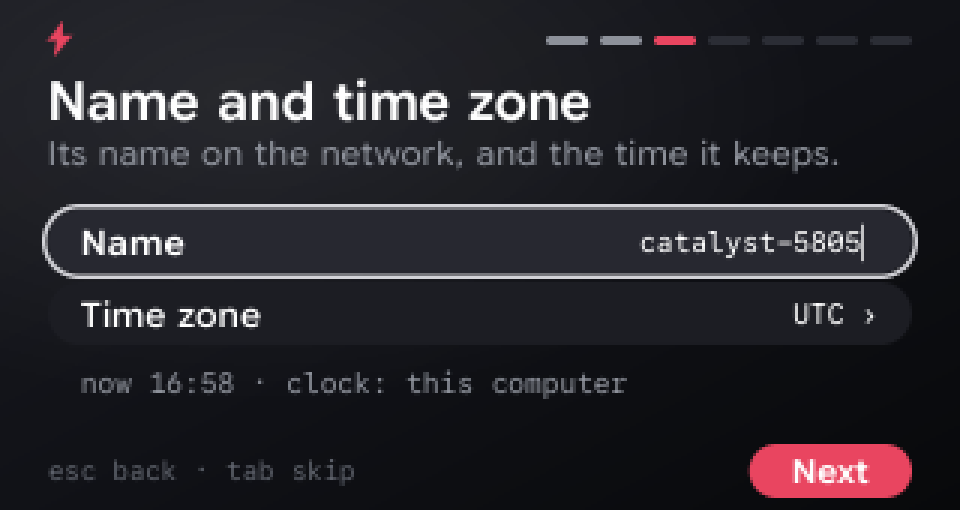 Name and time zone
Its name on the network, and the time it keeps.
Name catalyst-5805
Time zone UTC ›
now 16:58 · clock: this computer
esc back · tab skip Next